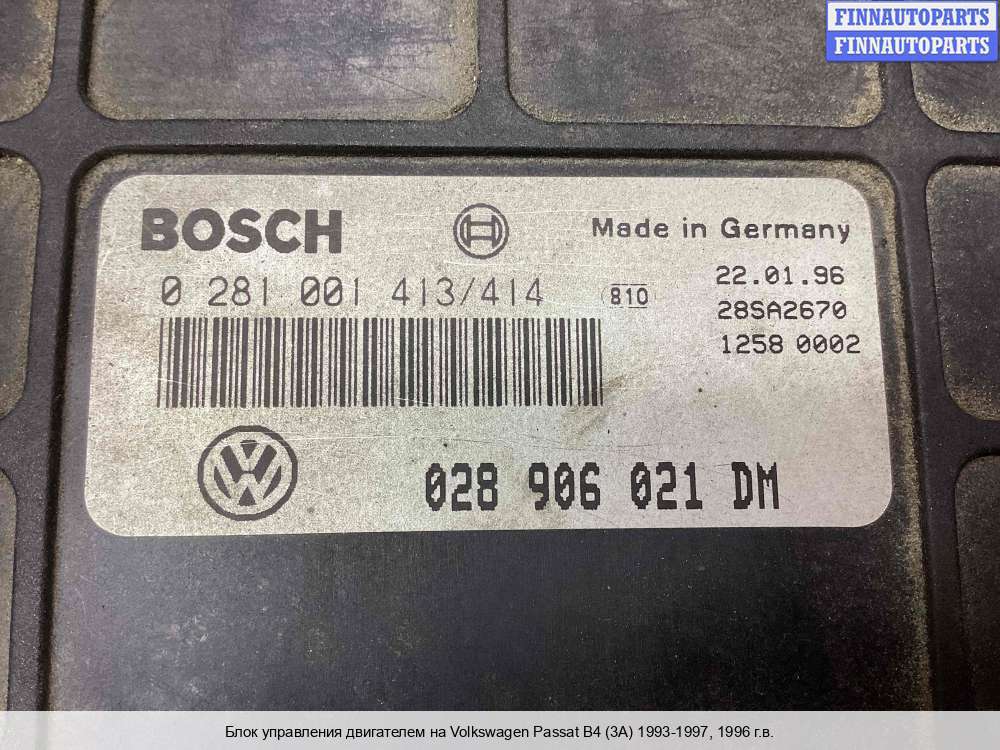 FINNAUTOPARTS
FINNAUTOPARTS
BOSCH
Made in Germany
0 281 001 413/414
810
22.01.96
28SA2670
1258 0002
028 906 021 DM
Блок управления двигателем на Volkswagen Passat B4 (3A) 1993-1997, 1996 г.в.